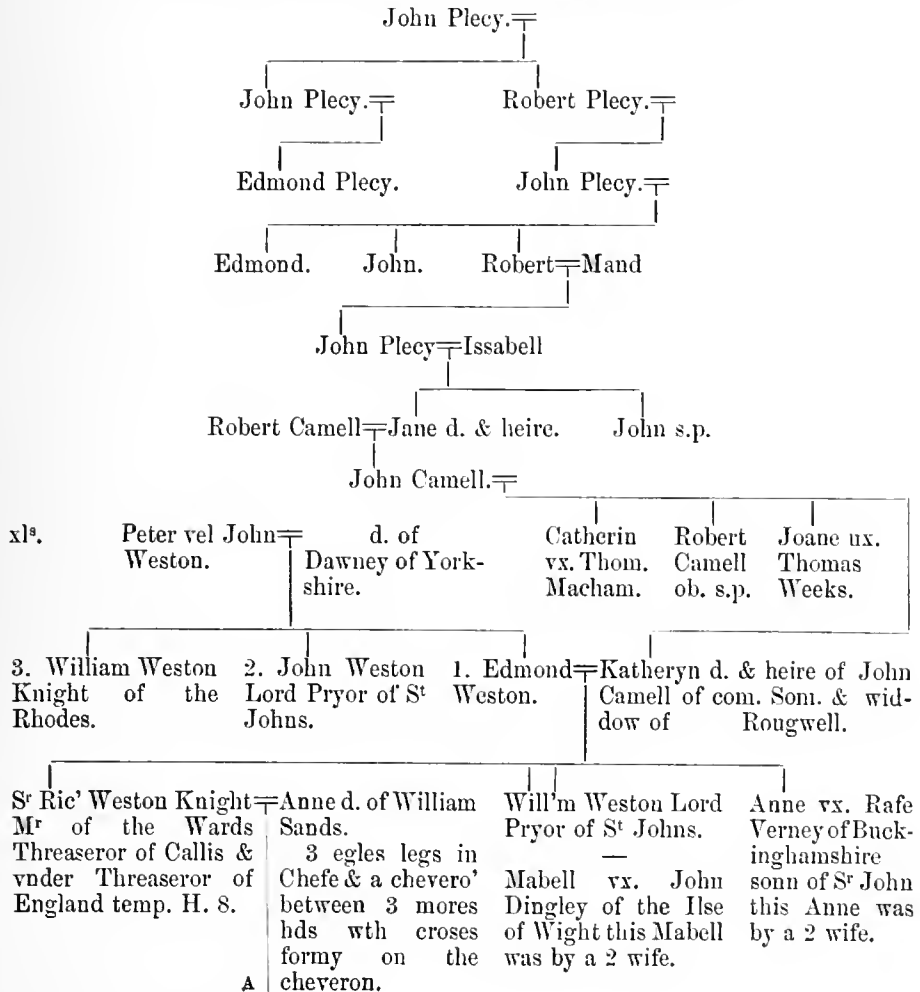 John Plecy.
John Plecy. Robert Plecy.
Edmond Plecy. John Plecy.
Edmond. John. Robert Mand
John Plecy Issabell
Robert Camell Jane d. & heire. John s.p.
John Camell.
xlˢ.
Peter vel John
Weston.
d. of
Dawney of York-
shire.
Catherin
vx. Thom.
Macham.
Robert
Camell
ob. s.p.
Joane ux.
Thomas
Weeks.
3. William Weston
Knight of the
Rhodes.
2. John Weston
Lord Pryor of Sᵗ
Johns.
1. Edmond
Weston.
Katheryn d. & heire of John
Camell of com. Som. & wid-
dow of Rougwell.
Sʳ Ric' Weston Knight
Mʳ of the Wards
Threaseror of Callis &
vnder Threaseror of
England temp. H. 8.
Anne d. of William
Sands.
3 egles legs in
Chefe & a chevero'
between 3 mores
hds wth croses
formy on the
cheveron.
A
Will'm Weston Lord
Pryor of Sᵗ Johns.
—
Mabell vx. John
Dingley of the Ilse
of Wight this Mabell
was by a 2 wife.
Anne vx. Rafe
Verney of Buck-
inghamshire
sonn of Sʳ John
this Anne was
by a 2 wife.